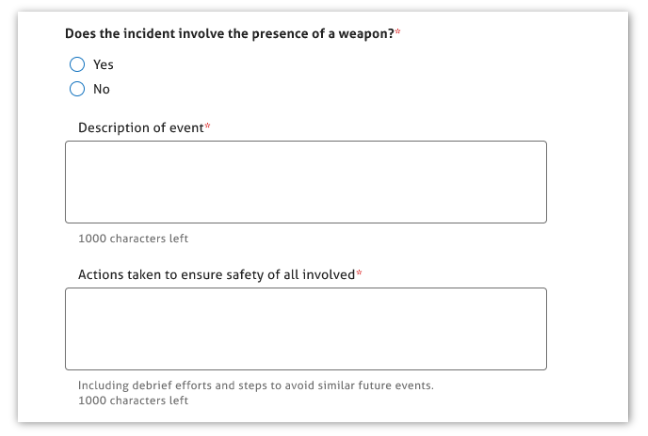 Does the incident involve the presence of a weapon?*
Yes
No
Description of event*
1000 characters left
Actions taken to ensure safety of all involved*
Including debrief efforts and steps to avoid similar future events.
1000 characters left